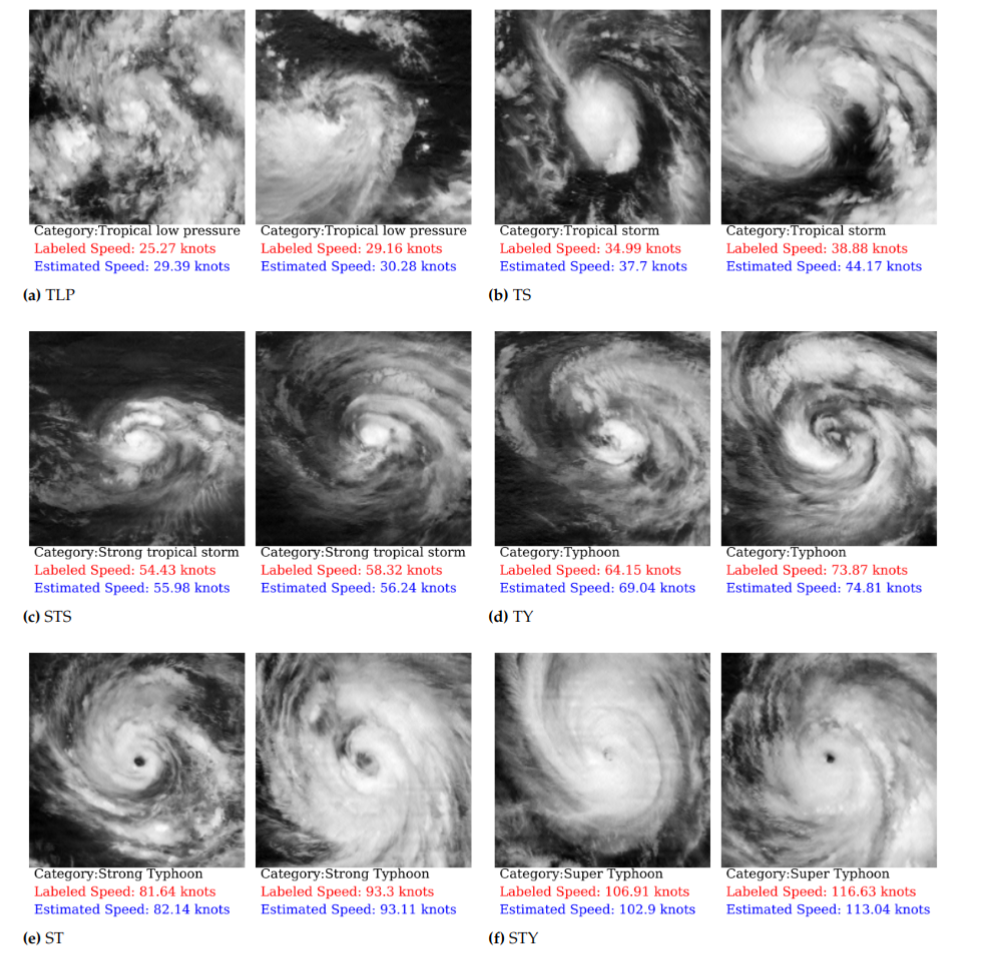 Category:Tropical low pressure
Labeled Speed: 25.27 knots
Estimated Speed: 29.39 knots
Category:Tropical low pressure
Labeled Speed: 29.16 knots
Estimated Speed: 30.28 knots
(a) TLP
Category:Tropical storm
Labeled Speed: 34.99 knots
Estimated Speed: 37.7 knots
Category:Tropical storm
Labeled Speed: 38.88 knots
Estimated Speed: 44.17 knots
(b) TS
Category:Strong tropical storm
Labeled Speed: 54.43 knots
Estimated Speed: 55.98 knots
Category:Strong tropical storm
Labeled Speed: 58.32 knots
Estimated Speed: 56.24 knots
(c) STS
Category:Typhoon
Labeled Speed: 64.15 knots
Estimated Speed: 69.04 knots
Category:Typhoon
Labeled Speed: 73.87 knots
Estimated Speed: 74.81 knots
(d) TY
Category:Strong Typhoon
Labeled Speed: 81.64 knots
Estimated Speed: 82.14 knots
Category:Strong Typhoon
Labeled Speed: 93.3 knots
Estimated Speed: 93.11 knots
(e) ST
Category:Super Typhoon
Labeled Speed: 106.91 knots
Estimated Speed: 102.9 knots
Category:Super Typhoon
Labeled Speed: 116.63 knots
Estimated Speed: 113.04 knots
(f) STY